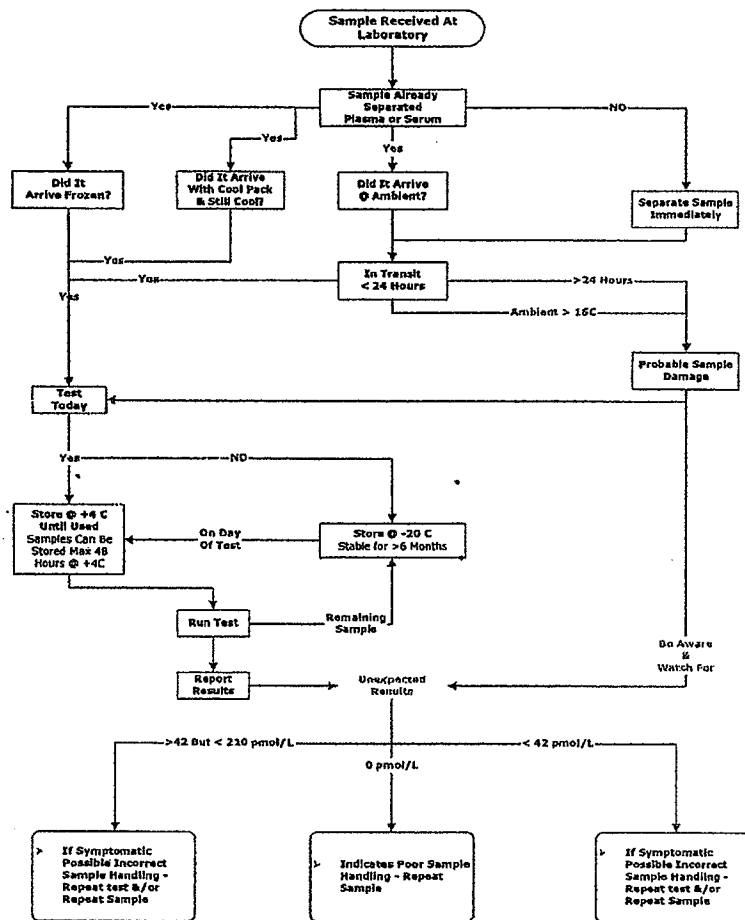 Sample Received At
Laboratory
Yes
Sample Already
Separated
Plasma or Serum
NO
Yes
Yes
Did It
Arrive Frozen?
Did It Arrive
With Cool Pack
& Still Cool?
Did It Arrive
@ Ambient?
Separate Sample
Immediately
Yes
Yes
In Transit
< 24 Hours
>24 Hours
Yes
Ambient > 16C
Probable Sample
Damage
Test
Today
Yes
NO
Store @ +4 C
Until Used
Samples Can Be
Stored Max 48
Hours @ +4C
On Day
Of Test
Store @ -20 C
Stable for >6 Months
Run Test
Remaining
Sample
Be Aware
&
Watch For
Report
Results
Unexpected
Results
>42 But < 210 pmol/L
< 42 pmol/L
0 pmol/L
➢ If Symptomatic
Possible Incorrect
Sample Handling -
Repeat test &/or
Repeat Sample
➢ Indicates Poor Sample
Handling - Repeat
Sample
➢ If Symptomatic
Possible Incorrect
Sample Handling -
Repeat test &/or
Repeat Sample